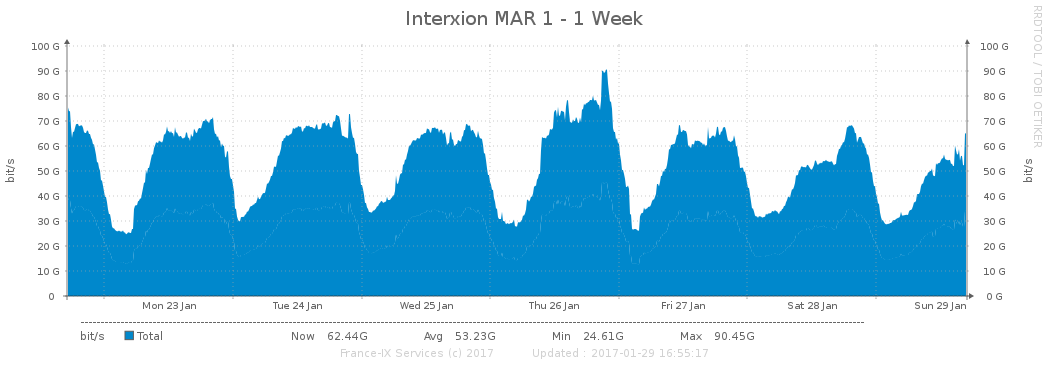 Interxion MAR 1 - 1 Week
RRDTOOL / TOBI OETIKER
100 G 100 G
90 G 90 G
80 G 80 G
70 G 70 G
60 G 60 G
50 G 50 G
40 G 40 G
30 G 30 G
20 G 20 G
10 G 10 G
0 0 G
bit/s
bit/s
Mon 23 Jan Tue 24 Jan Wed 25 Jan Thu 26 Jan Fri 27 Jan Sat 28 Jan Sun 29 Jan
bit/s Total Now 62.44G Avg 53.23G Min 24.61G Max 90.45G
France-IX Services (c) 2017 Updated : 2017-01-29 16:55:17